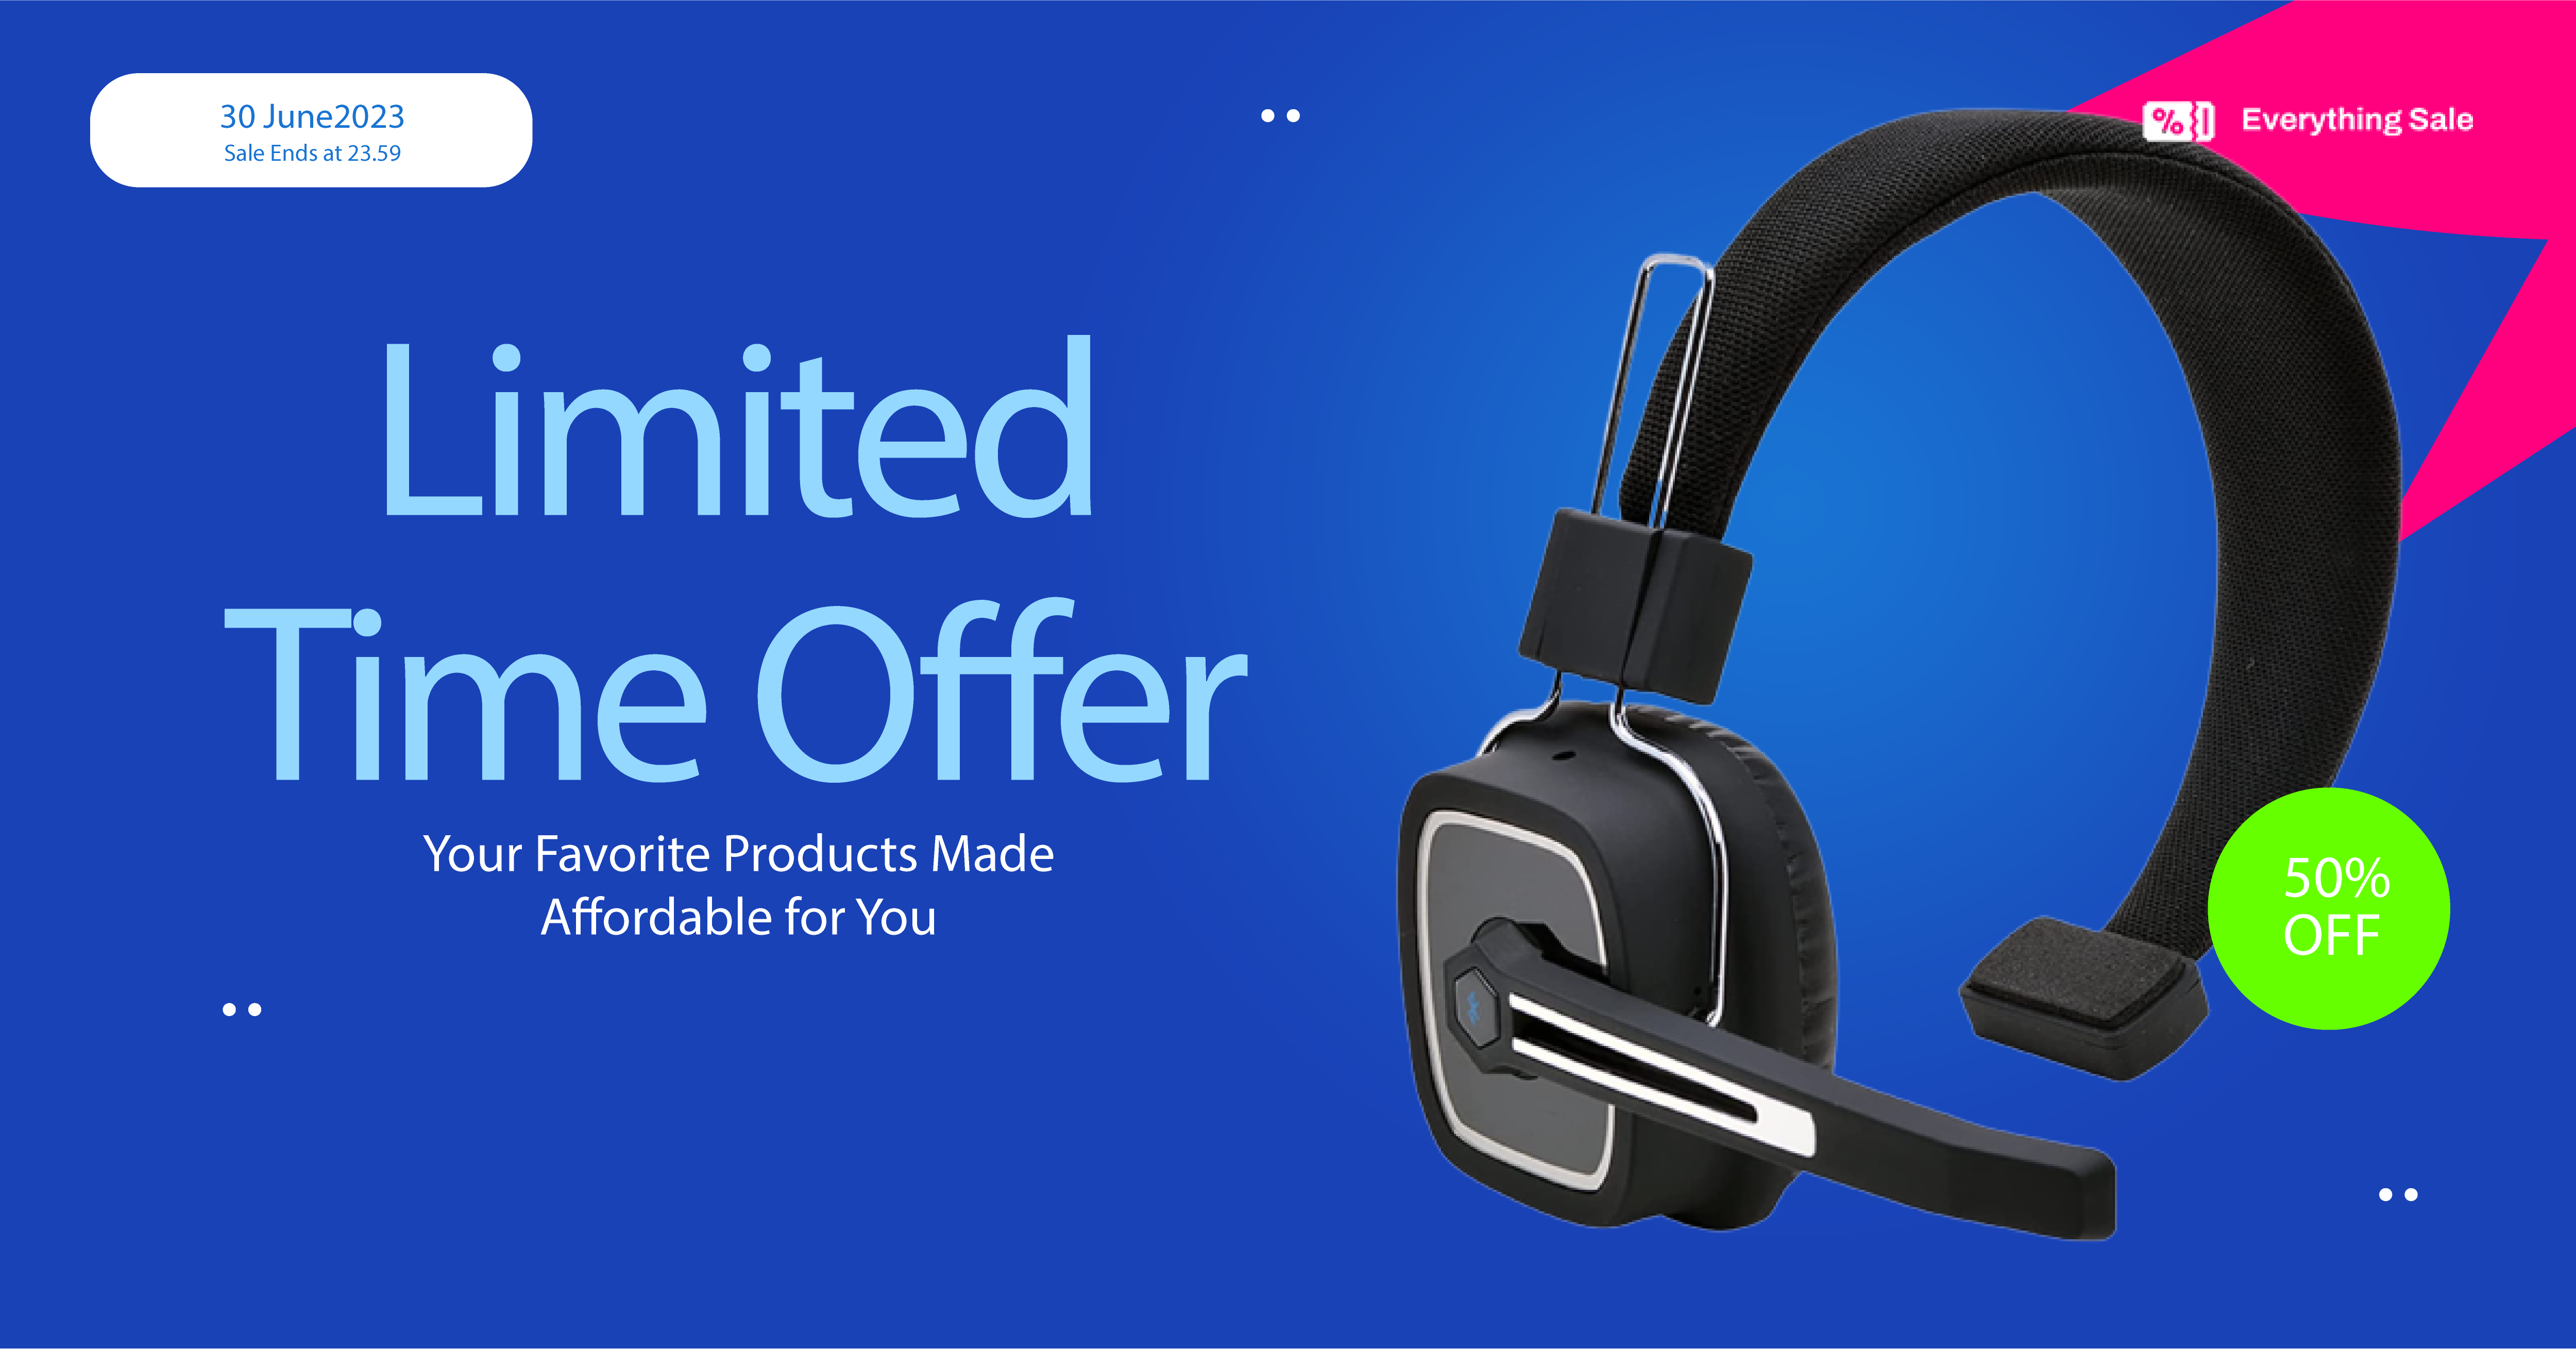 30 June2023
Sale Ends at 23.59
% Everything Sale
Limited
Time Offer
Your Favorite Products Made
Affordable for You
50%
OFF